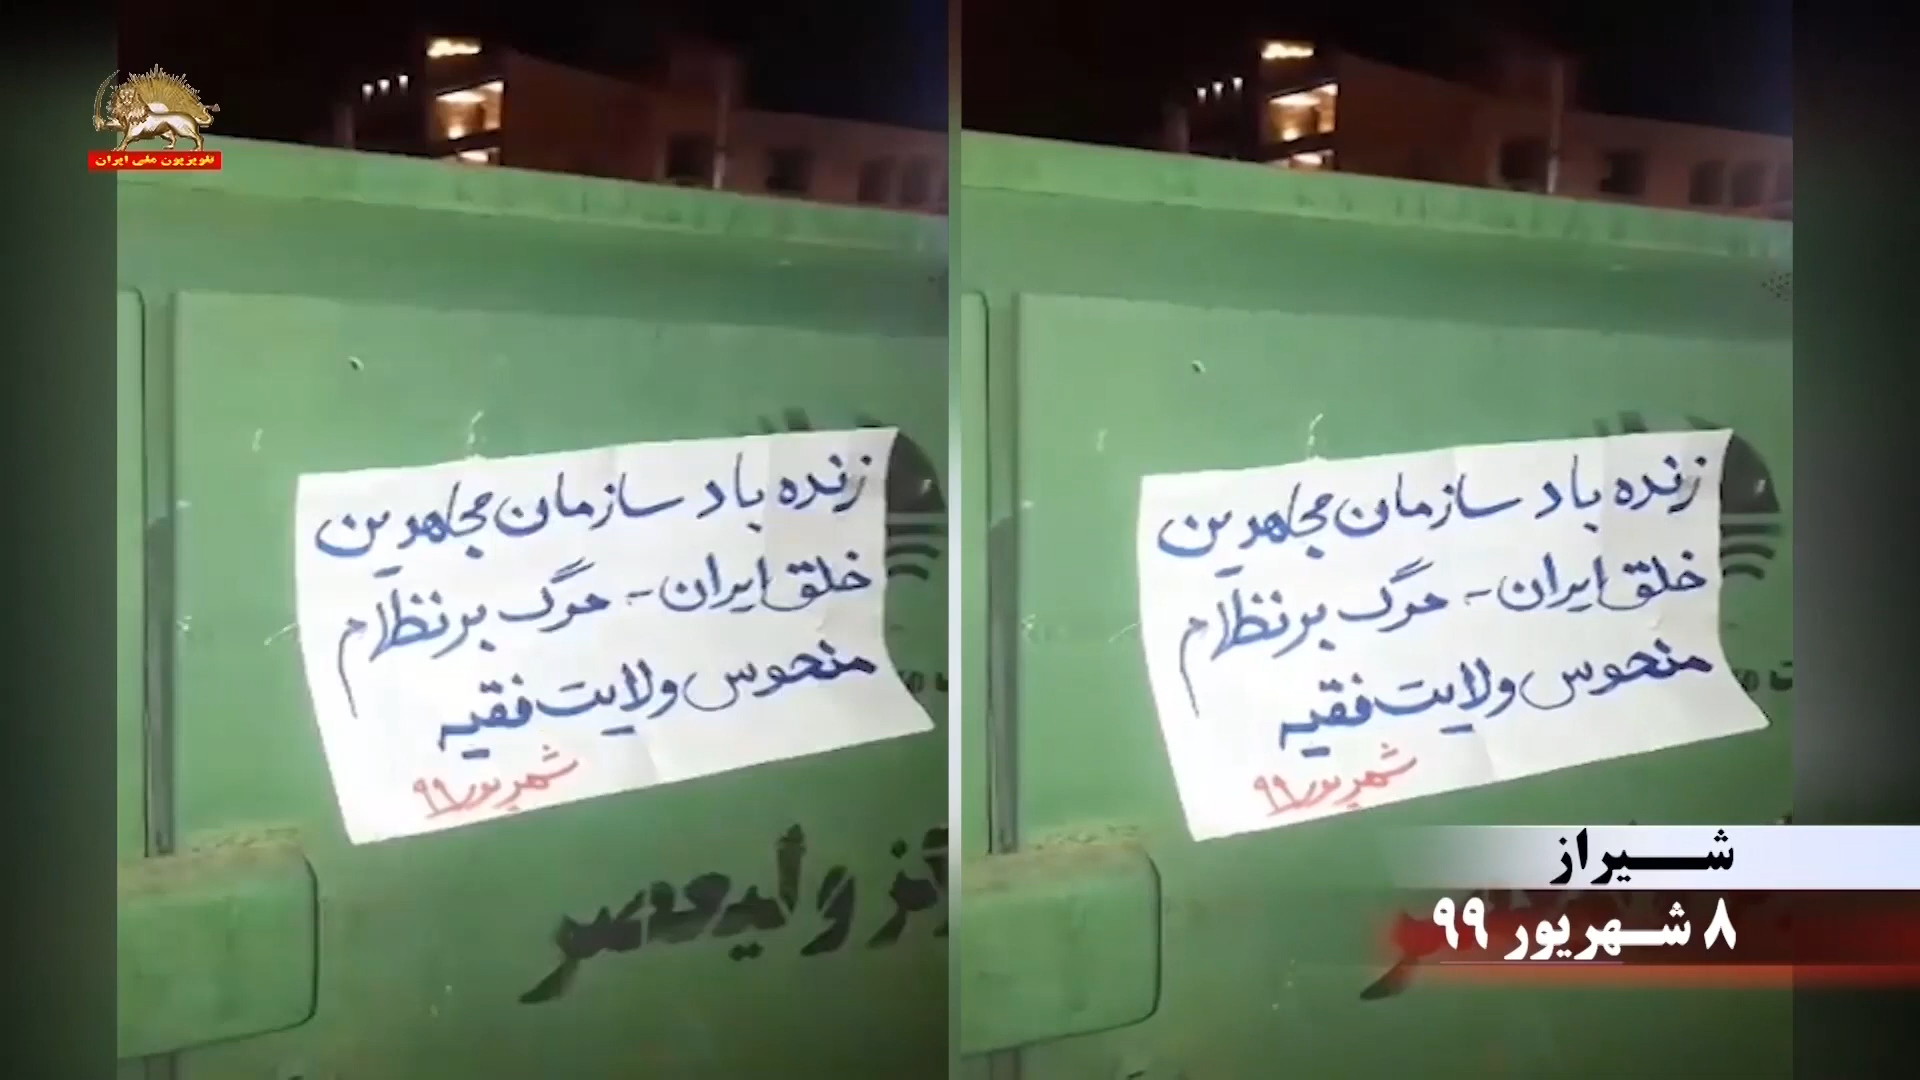 تلویزیون ملی ایران
زنده باد سازمان مجاهدین
خلق ایران - مرگ بر نظام
منحوس ولایت فقیه
شهریور ۹۹
ولیعصر
زنده باد سازمان مجاهدین
خلق ایران - مرگ بر نظام
منحوس ولایت فقیه
شهریور ۹۹
شیراز
۸ شهریور ۹۹